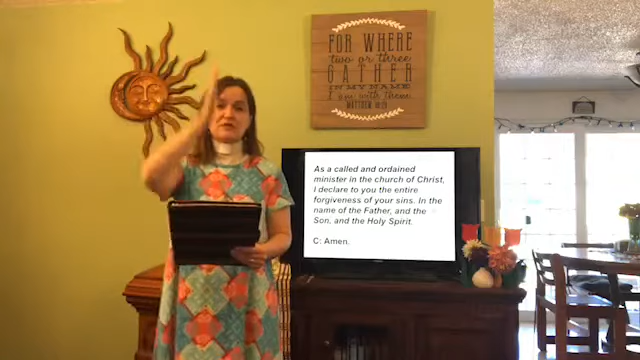 FOR WHERE
two or three
GATHER
IN MY NAME
I am with them
MATTHEW
As a called and ordained
minister in the church of Christ,
I declare to you the entire
forgiveness of your sins. In the
name of the Father, and the
Son, and the Holy Spirit.
C: Amen.